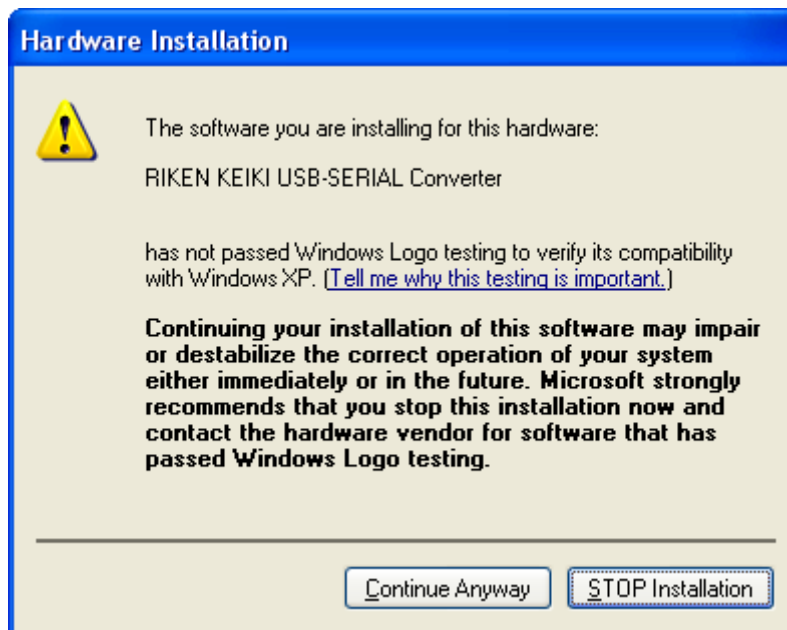 Hardware Installation
The software you are installing for this hardware:
RIKEN KEIKI USB-SERIAL Converter
has not passed Windows Logo testing to verify its compatibility
with Windows XP. (Tell me why this testing is important.)
Continuing your installation of this software may impair
or destabilize the correct operation of your system
either immediately or in the future. Microsoft strongly
recommends that you stop this installation now and
contact the hardware vendor for software that has
passed Windows Logo testing.
Continue Anyway
STOP Installation